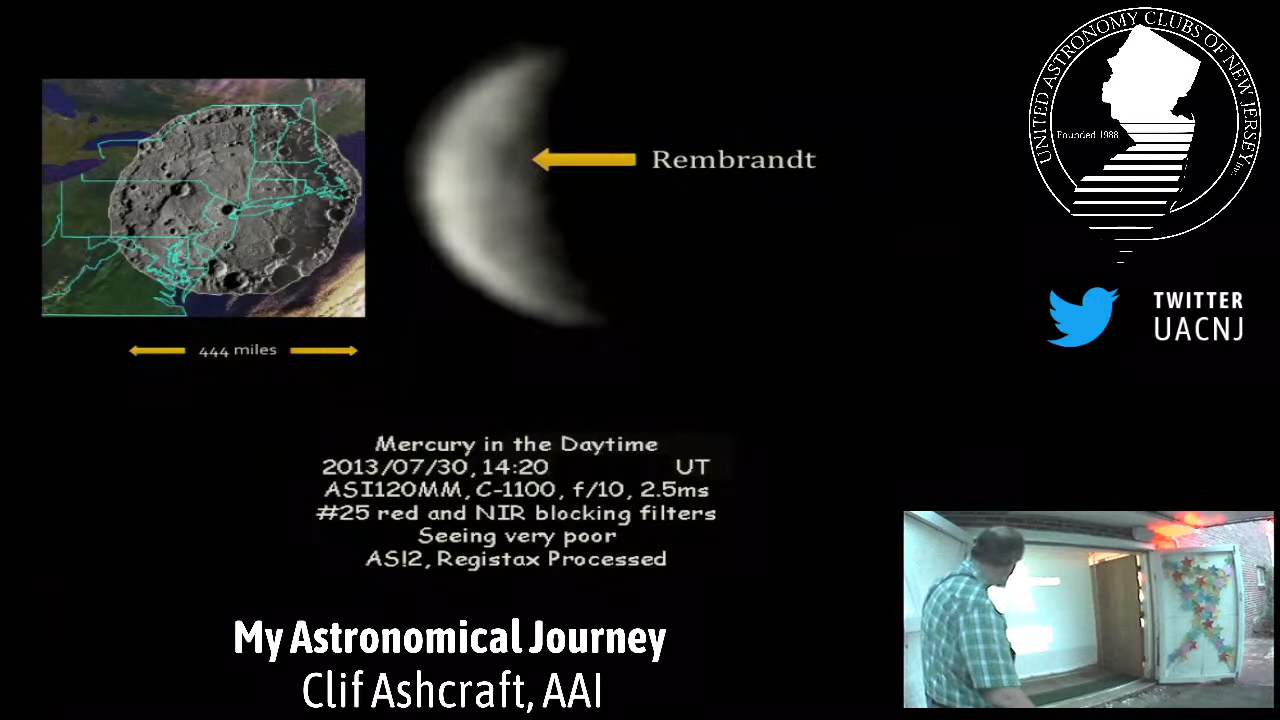 Rembrandt
444 miles
Mercury in the Daytime
2013/07/30, 14:20 UT
ASI120MM, C-1100, f/10, 2.5ms
#25 red and NIR blocking filters
Seeing very poor
AS!2, Registax Processed
My Astronomical Journey
Clif Ashcraft, AAI
UNITED ASTRONOMY CLUBS OF NEW JERSEY, Inc.
Founded 1988
TWITTER
UACNJ